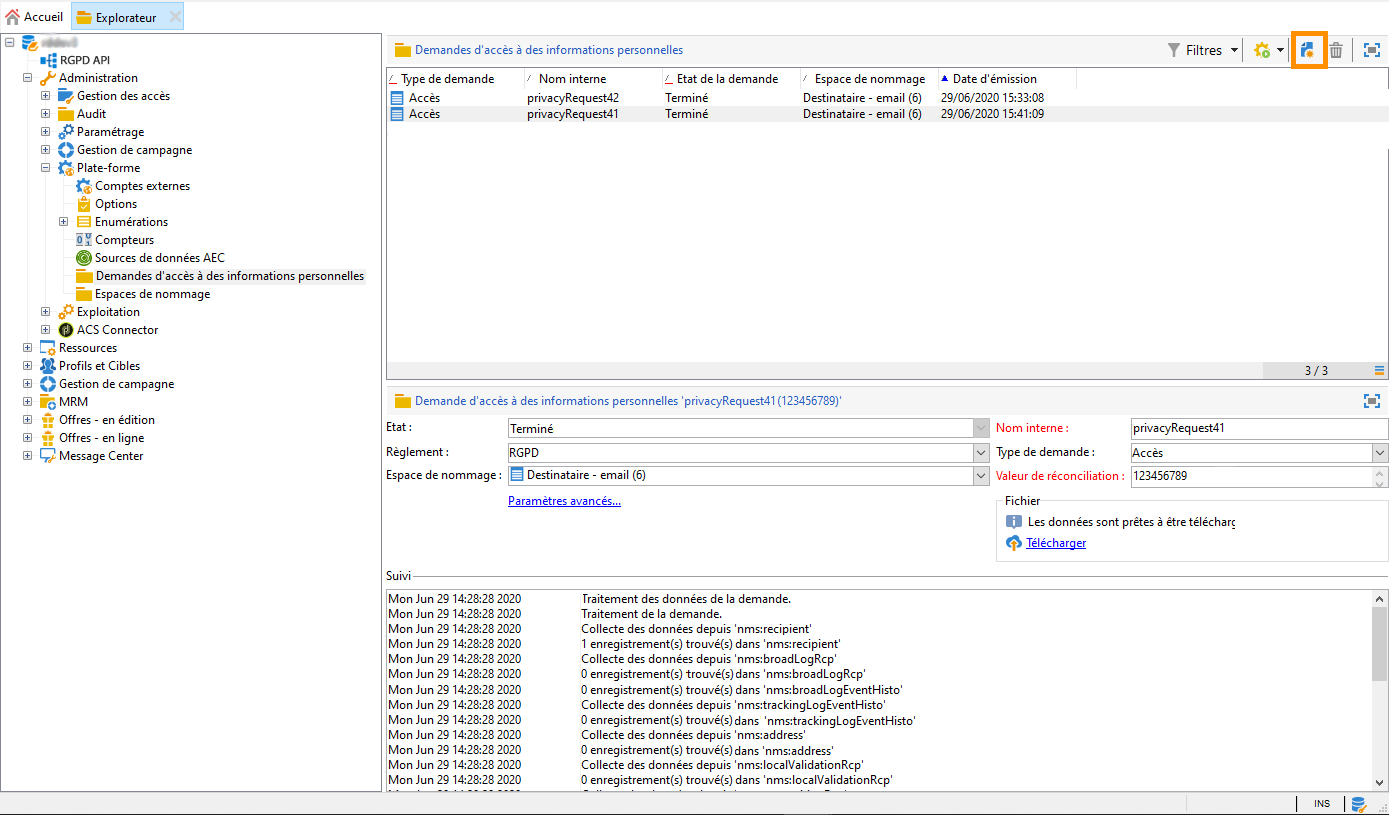 Accueil
Explorateur
RGPD API
Administration
Gestion des accès
Audit
Paramétrage
Gestion de campagne
Plate-forme
Comptes externes
Options
Enumérations
Compteurs
Sources de données AEC
Demandes d'accès à des informations personnelles
Espaces de nommage
Exploitation
ACS Connector
Ressources
Profils et Cibles
Gestion de campagne
MRM
Offres - en édition
Offres - en ligne
Message Center
Demandes d'accès à des informations personnelles
Filtres
Type de demande Nom interne Etat de la demande Espace de nommage Date d'émission
Accès privacyRequest42 Terminé Destinataire - email (6) 29/06/2020 15:33:08
Accès privacyRequest41 Terminé Destinataire - email (6) 29/06/2020 15:41:09
3 / 3
Demande d'accès à des informations personnelles 'privacyRequest41(123456789)'
Etat : Terminé Nom interne : privacyRequest41
Règlement : RGPD Type de demande : Accès
Espace de nommage : Destinataire - email (6) Valeur de réconciliation : 123456789
Paramètres avancés...
Fichier
Les données sont prêtes à être télécharg
Télécharger
Suivi
Mon Jun 29 14:28:28 2020 Traitement des données de la demande.
Mon Jun 29 14:28:28 2020 Traitement de la demande.
Mon Jun 29 14:28:28 2020 Collecte des données depuis 'nms:recipient'
Mon Jun 29 14:28:28 2020 1 enregistrement(s) trouvé(s) dans 'nms:recipient'
Mon Jun 29 14:28:28 2020 Collecte des données depuis 'nms:broadLogRcp'
Mon Jun 29 14:28:28 2020 0 enregistrement(s) trouvé(s) dans 'nms:broadLogRcp'
Mon Jun 29 14:28:28 2020 0 enregistrement(s) trouvé(s) dans 'nms:broadLogEventHisto'
Mon Jun 29 14:28:28 2020 Collecte des données depuis 'nms:trackingLogEventHisto'
Mon Jun 29 14:28:28 2020 0 enregistrement(s) trouvé(s) dans 'nms:trackingLogEventHisto'
Mon Jun 29 14:28:28 2020 Collecte des données depuis 'nms:address'
Mon Jun 29 14:28:28 2020 0 enregistrement(s) trouvé(s) dans 'nms:address'
Mon Jun 29 14:28:28 2020 Collecte des données depuis 'nms:localValidationRcp'
Mon Jun 29 14:28:28 2020 0 enregistrement(s) trouvé(s) dans 'nms:localValidationRcp'
INS